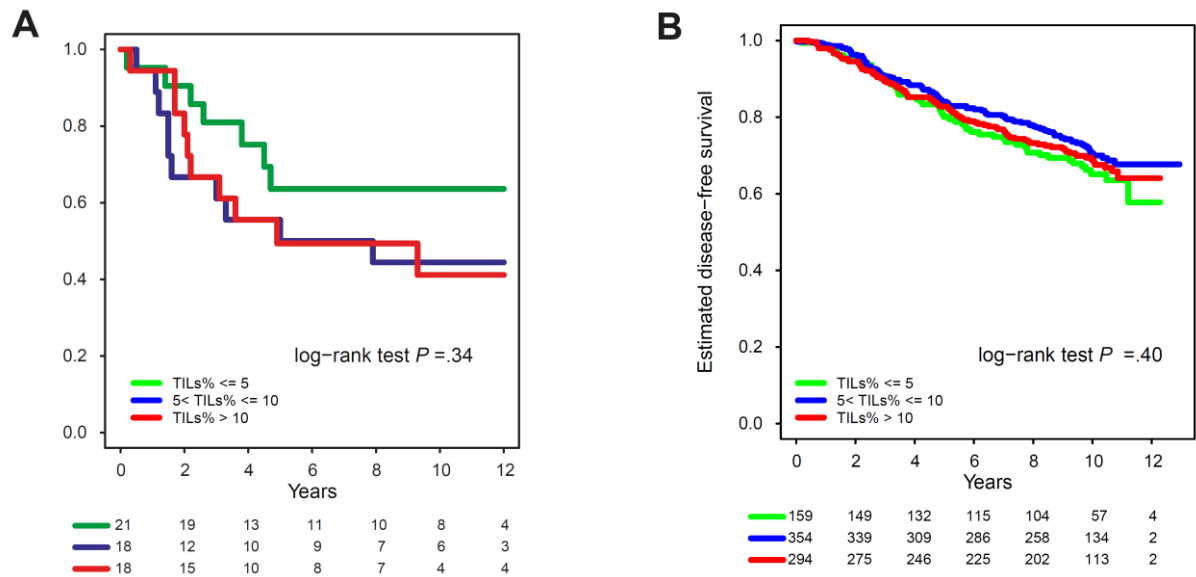 A
1.0
0.8
0.6
0.4
0.2
0.0
log-rank test P =.34
TILs% <= 5
5< TILs% <= 10
TILs% > 10
0 2 4 6 8 10 12
Years
21 19 13 11 10 8 4
18 12 10 9 7 6 3
18 15 10 8 7 4 4
B
Estimated disease-free survival
1.0
0.8
0.6
0.4
0.2
0.0
log-rank test P =.40
TILs% <= 5
5< TILs% <= 10
TILs% > 10
0 2 4 6 8 10 12
Years
159 149 132 115 104 57 4
354 339 309 286 258 134 2
294 275 246 225 202 113 2